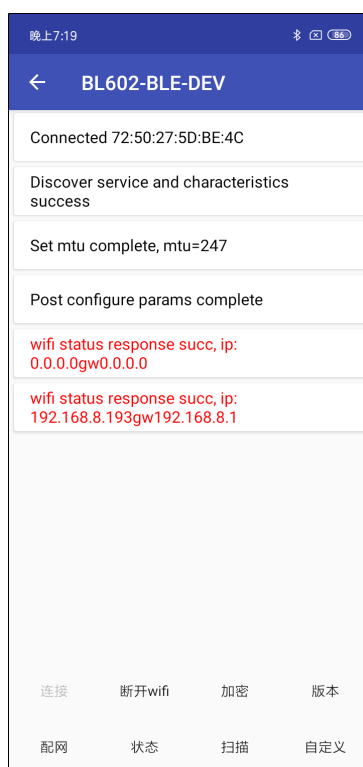 晚上7:19
86
BL602-BLE-DEV
Connected 72:50:27:5D:BE:4C
Discover service and characteristics
success
Set mtu complete, mtu=247
Post configure params complete
wifi status response succ, ip:
0.0.0.0gw0.0.0.0
wifi status response succ, ip:
192.168.8.193gw192.168.8.1
连接 断开wifi 加密 版本
配网 状态 扫描 自定义